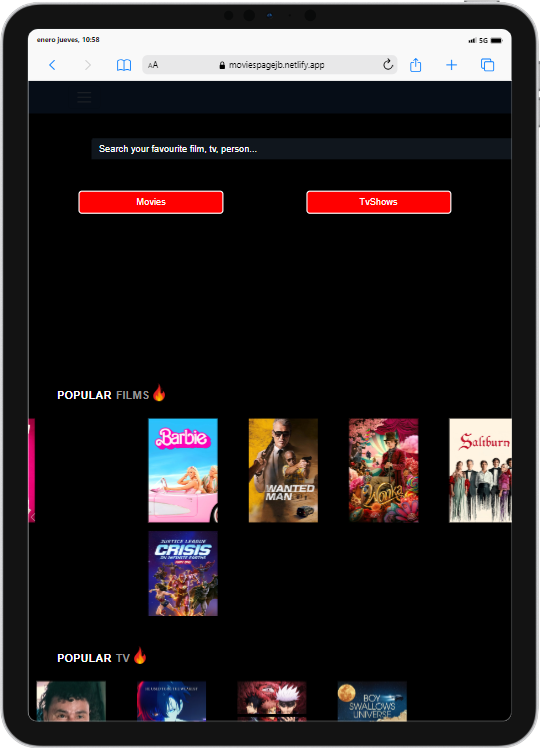 enero jueves, 10:58
5G
AA
moviespagejb.netlify.app
Search your favourite film, tv, person...
Movies
TvShows
POPULAR FILMS
Barbie
WANTED
MAN
Wonka
Saltburn
JUSTICE LEAGUE
CRISIS
ON INFINITE EARTHS
POPULAR TV
BOY
SWALLOWS
UNIVERSE